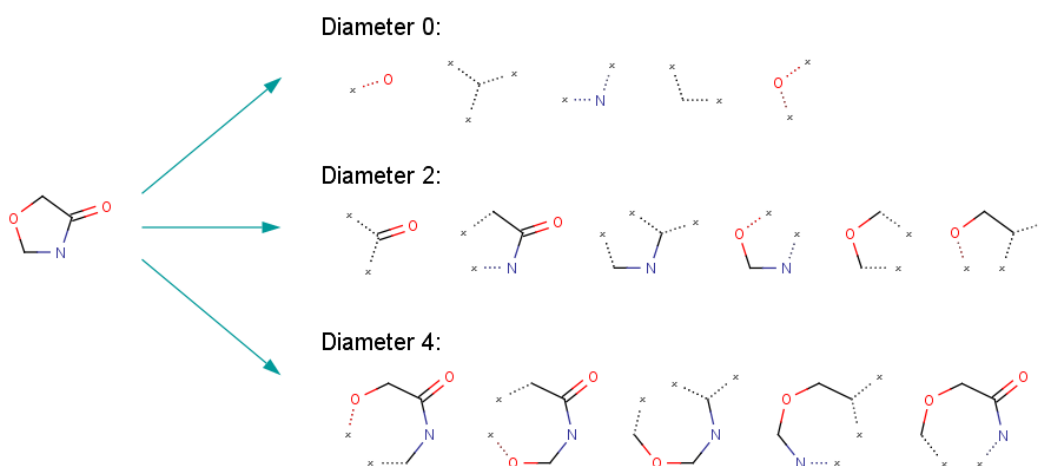 Diameter 0:
x O
x x x
x x N
x x
x O x
Diameter 2:
O O N
x O x
x O x N
x x x N
x O x N
O x x
O x x
Diameter 4:
O O x N x
O x x N O
x x x N O
x O x N x
O O N x x